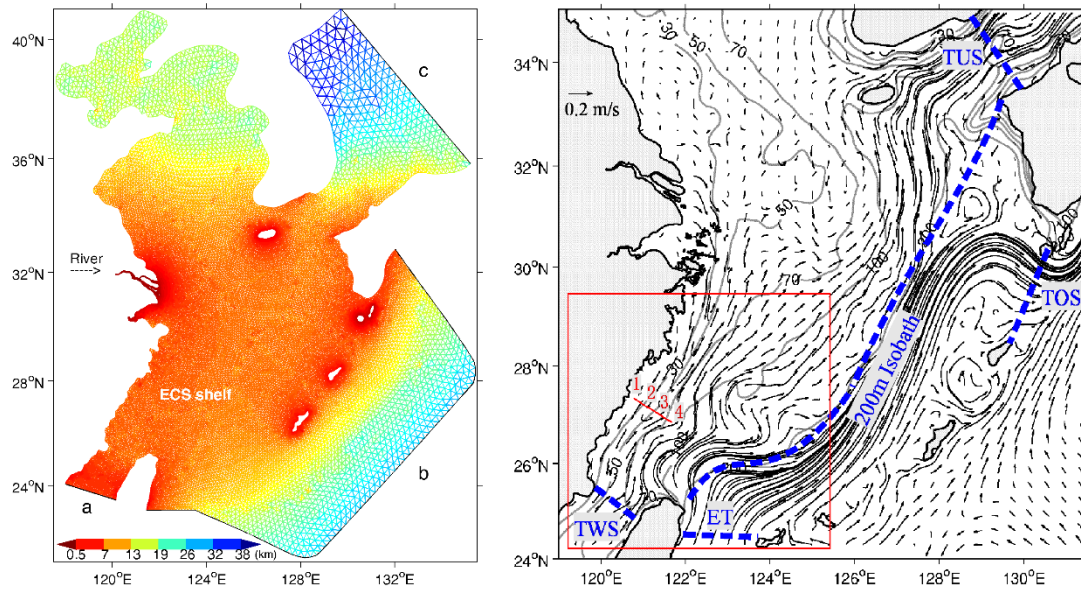 40°N
36°N
32°N
28°N
24°N
c
River
ECS shelf
b
a
0.5 7 13 19 26 32 38 (km)
120°E 124°E 128°E 132°E
34°N
32°N
30°N
28°N
26°N
24°N
0.2 m/s
30
50
70
30
TUS
50
70
100
200
TOS
200m Isobath
1 2 3 4
30
50
TWS
ET
120°E 122°E 124°E 126°E 128°E 130°E